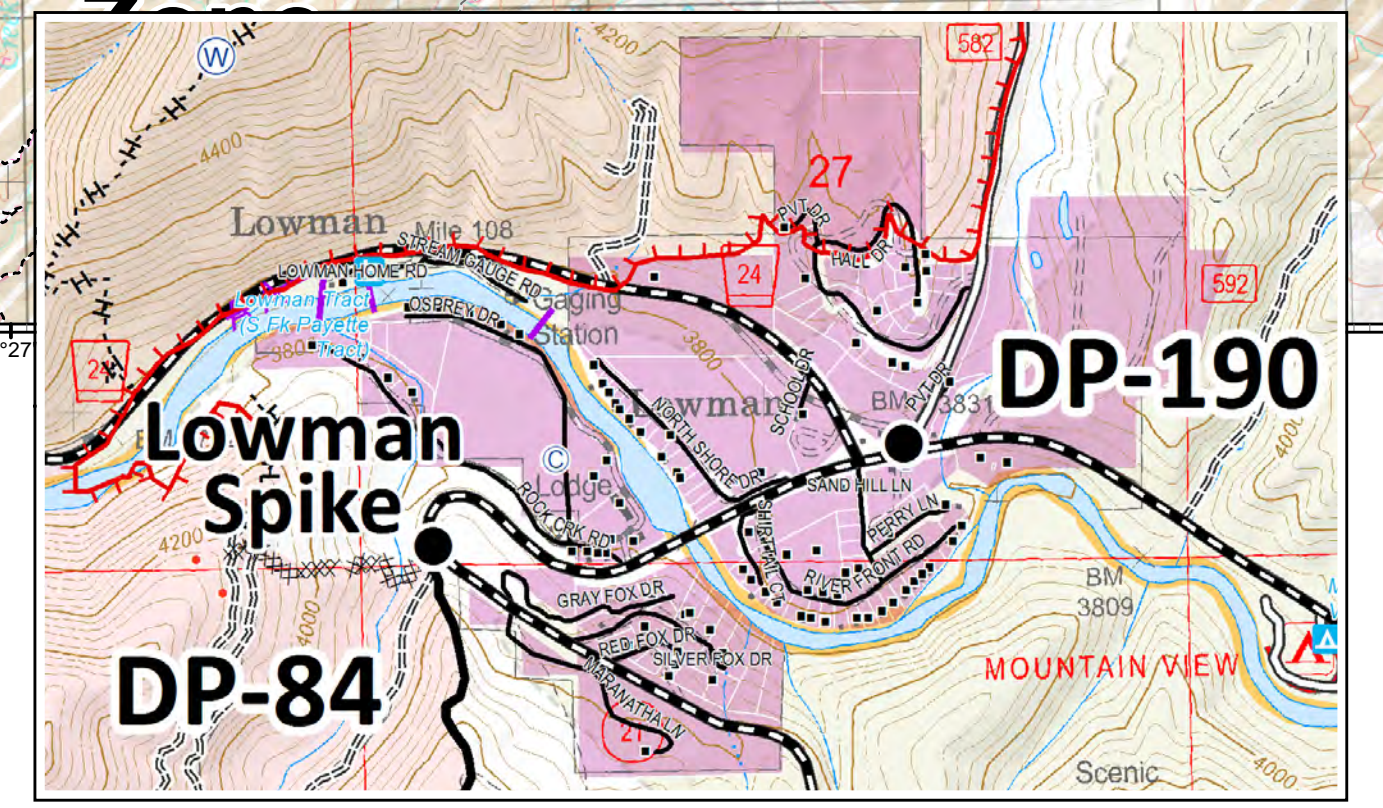 Zone
W
4200
582
4400
27
Lowman
Mile 108
PVT DR
STREAM GAUGE RD
HALL DR
LOWMAN HOME RD
24
592
Lowman Tract
(S Fk Payette
Tract)
Gaging
Station
OSPREY DR
°27'
3800
3800
24
SCHOOL DR
PVT DR
DP-190
Lowman
BM
3831
NORTH SHORE DR
Lowman
Spike
C
Lodge
SAND HILL LN
4000
ROCK CRK RD
SHIRTTAIL CT
PERRY LN
4200
RIVER FRONT RD
BM
3809
GRAY FOX DR
4000
RED FOX DR
SILVER FOX DR
MOUNTAIN VIEW
DP-84
MARANATHA LN
21
Scenic
4000